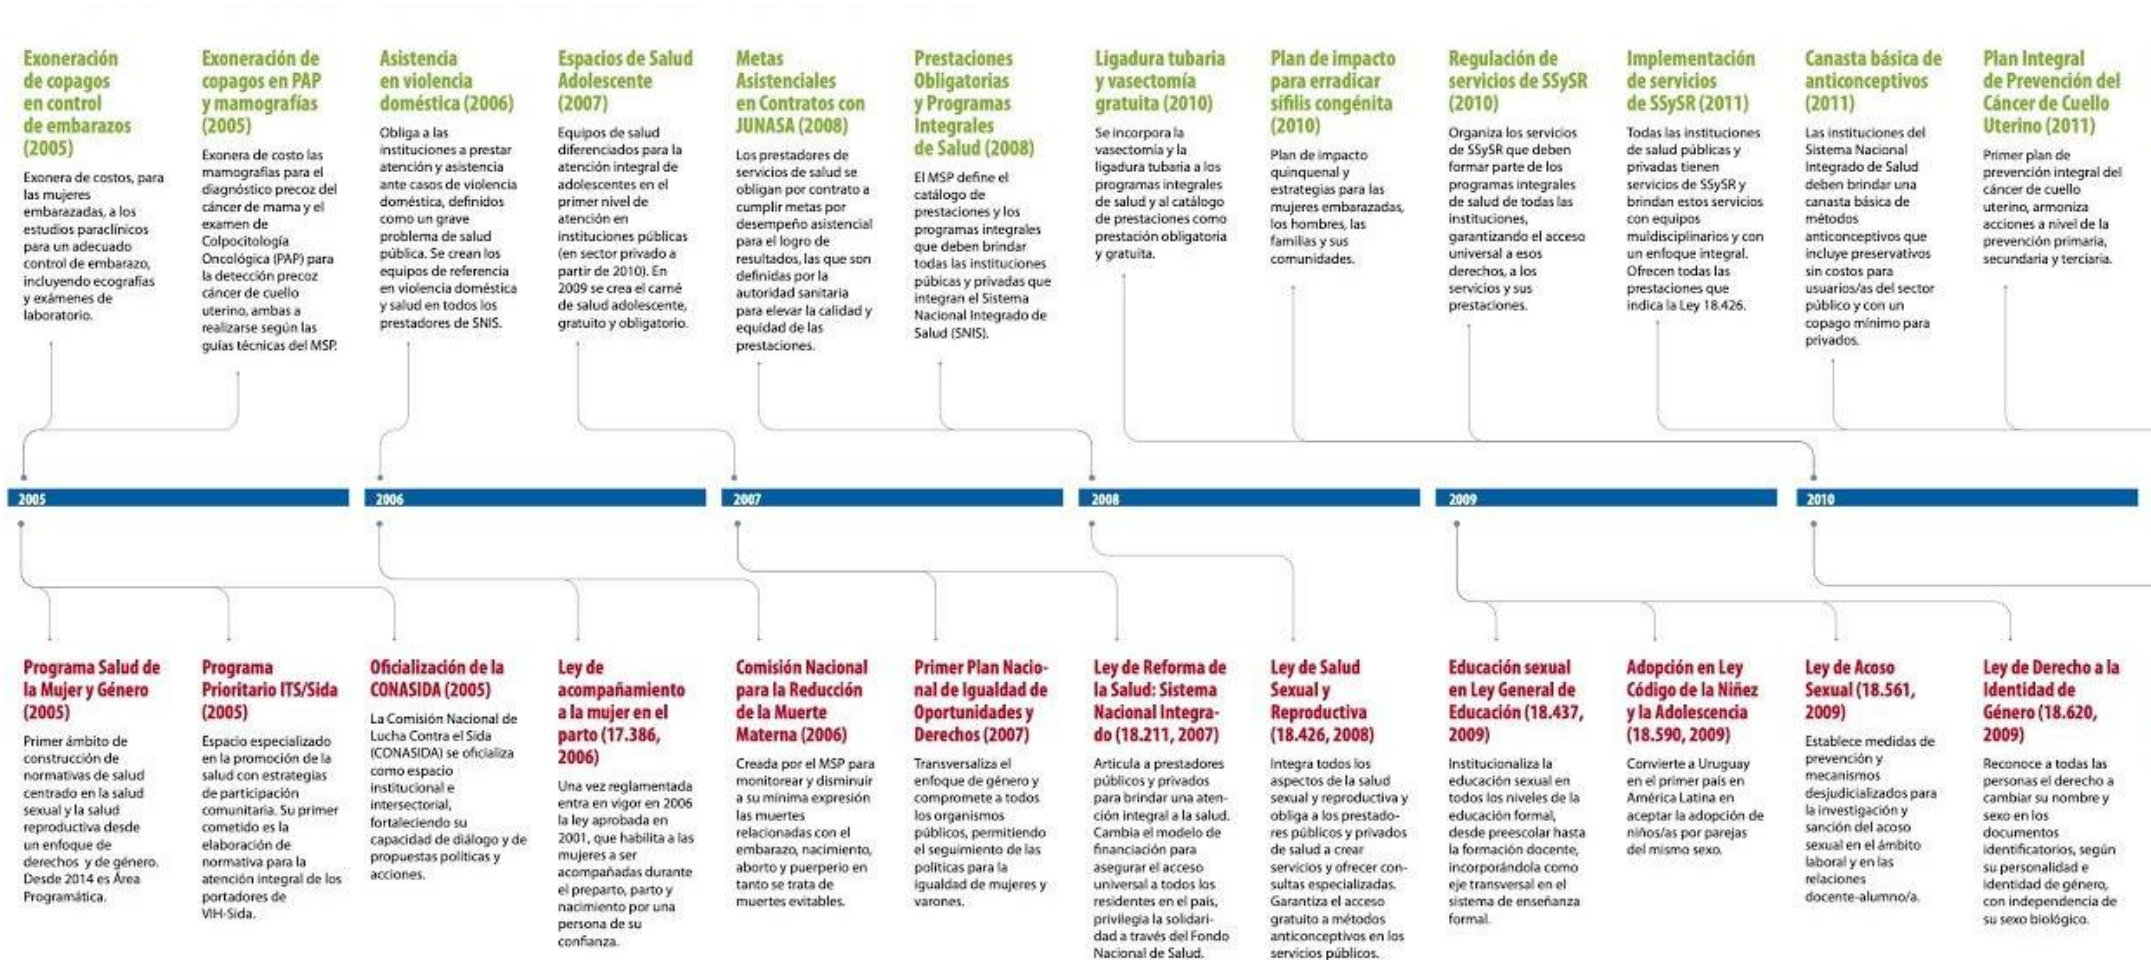 Exoneración
de copagos
en control
de embarazos
(2005)
Exonera de costos, para
las mujeres
embarazadas, a los
estudios paraclínicos
para un adecuado
control de embarazo,
incluyendo ecografías
y exámenes de
laboratorio.
Exoneración de
copagos en PAP
y mamografías
(2005)
Exonera de costo las
mamografías para el
diagnóstico precoz del
cáncer de mama y el
examen de
Colpocitología
Oncológica (PAP) para
la detección precoz
cáncer de cuello
uterino, ambas a
realizarse según las
guías técnicas del MSP.
Asistencia
en violencia
doméstica (2006)
Obliga a las
instituciones a prestar
atención y asistencia
ante casos de violencia
doméstica, definidos
como un grave
problema de salud
pública. Se crean los
equipos de referencia
en violencia doméstica
y salud en todos los
prestadores de SNIS.
Espacios de Salud
Adolescente
(2007)
Equipos de salud
diferenciados para la
atención integral de
adolescentes en el
primer nivel de
atención en
instituciones públicas
(en sector privado a
partir de 2010). En
2009 se crea el carné
de salud adolescente,
gratuito y obligatorio.
Metas
Asistenciales
en Contratos con
JUNASA (2008)
Los prestadores de
servicios de salud se
obligan por contrato a
cumplir metas por
desempeño asistencial
para el logro de
resultados, las que son
definidas por la
autoridad sanitaria
para elevar la calidad y
equidad de las
prestaciones.
Prestaciones
Obligatorias
y Programas
Integrales
de Salud (2008)
El MSP define el
catálogo de
prestaciones y los
programas integrales
que deben brindar
todas las instituciones
púbicas y privadas que
integran el Sistema
Nacional Integrado de
Salud (SNIS).
Ligadura tubaria
y vasectomía
gratuita (2010)
Se incorpora la
vasectomía y la
ligadura tubaria a los
programas integrales
de salud y al catálogo
de prestaciones como
prestación obligatoria
y gratuita.
Plan de impacto
para erradicar
sífilis congénita
(2010)
Plan de impacto
quinquenal y
estrategias para las
mujeres embarazadas,
los hombres, las
familias y sus
comunidades.
Regulación de
servicios de SSySR
(2010)
Organiza los servicios
de SSySR que deben
formar parte de los
programas integrales
de salud de todas las
instituciones,
garantizando el acceso
universal a esos
derechos, a los
servicios y sus
prestaciones.
Implementación
de servicios
de SSySR (2011)
Todas las instituciones
de salud públicas y
privadas tienen
servicios de SSySR y
brindan estos servicios
con equipos
muldisciplinarios y con
un enfoque integral.
Ofrecen todas las
prestaciones que
indica la Ley 18.426.
Canasta básica de
anticonceptivos
(2011)
Las instituciones del
Sistema Nacional
Integrado de Salud
deben brindar una
canasta básica de
métodos
anticonceptivos que
incluye preservativos
sin costos para
usuarios/as del sector
público y con un
copago mínimo para
privados.
Plan Integral
de Prevención del
Cáncer de Cuello
Uterino (2011)
Primer plan de
prevención integral del
cáncer de cuello
uterino, armoniza
acciones a nivel de la
prevención primaria,
secundaria y terciaria.
2005
2006
2007
2008
2009
2010
Programa Salud de
la Mujer y Género
(2005)
Primer ámbito de
construcción de
normativas de salud
centrado en la salud
sexual y la salud
reproductiva desde
un enfoque de
derechos y de género.
Desde 2014 es Área
Programática.
Programa
Prioritario ITS/Sida
(2005)
Espacio especializado
en la promoción de la
salud con estrategias
de participación
comunitaria. Su primer
cometido es la
elaboración de
normativa para la
atención integral de los
portadores de
VIH-Sida.
Oficialización de la
CONASIDA (2005)
La Comisión Nacional de
Lucha Contra el Sida
(CONASIDA) se oficializa
como espacio
institucional e
intersectorial,
fortaleciendo su
capacidad de diálogo y de
propuestas políticas y
acciones.
Ley de
acompañamiento
a la mujer en el
parto (17.386,
2006)
Una vez reglamentada
entra en vigor en 2006
la ley aprobada en
2001, que habilita a las
mujeres a ser
acompañadas durante
el preparto, parto y
nacimiento por una
persona de su
confianza.
Comisión Nacional
para la Reducción
de la Muerte
Materna (2006)
Creada por el MSP para
monitorear y disminuir
a su mínima expresión
las muertes
relacionadas con el
embarazo, nacimiento,
aborto y puerperio en
tanto se trata de
muertes evitables.
Primer Plan Nacio-
nal de Igualdad de
Oportunidades y
Derechos (2007)
Transversaliza el
enfoque de género y
compromete a todos
los organismos
públicos, permitiendo
el seguimiento de las
políticas para la
igualdad de mujeres y
varones.
Ley de Reforma de
la Salud: Sistema
Nacional Integra-
do (18.211, 2007)
Articula a prestadores
públicos y privados
para brindar una aten-
ción integral a la salud.
Cambia el modelo de
financiación para
asegurar el acceso
universal a todos los
residentes en el país,
privilegia la solidari-
dad a través del Fondo
Nacional de Salud.
Ley de Salud
Sexual y
Reproductiva
(18.426, 2008)
Integra todos los
aspectos de la salud
sexual y reproductiva y
obliga a los prestado-
res públicos y privados
de salud a crear
servicios y ofrecer con-
sultas especializadas.
Garantiza el acceso
gratuito a métodos
anticonceptivos en los
servicios públicos.
Educación sexual
en Ley General de
Educación (18.437,
2009)
Institucionaliza la
educación sexual en
todos los niveles de la
educación formal,
desde preescolar hasta
la formación docente,
incorporándola como
eje transversal en el
sistema de enseñanza
formal.
Adopción en Ley
Código de la Niñez
y la Adolescencia
(18.590, 2009)
Convierte a Uruguay
en el primer país en
América Latina en
aceptar la adopción de
niños/as por parejas
del mismo sexo.
Ley de Acoso
Sexual (18.561,
2009)
Establece medidas de
prevención y
mecanismos
desjudicializados para
la investigación y
sanción del acoso
sexual en el ámbito
laboral y en las
relaciones
docente-alumno/a.
Ley de Derecho a la
Identidad de
Género (18.620,
2009)
Reconoce a todas las
personas el derecho a
cambiar su nombre y
sexo en los
documentos
identificatorios, según
su personalidad e
identidad de género,
con independencia de
su sexo biológico.